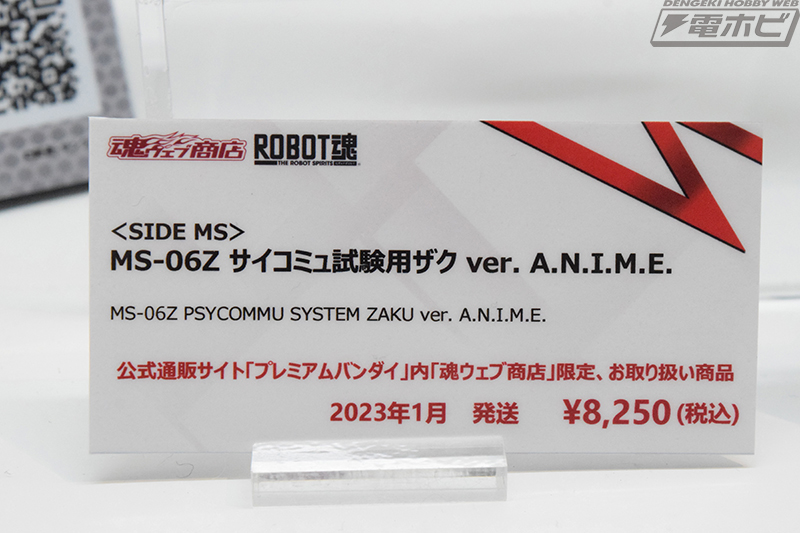 DENGEKI HOBBY WEB
電ホビ
魂ウェブ商店 ROBOT魂
THE ROBOT SPIRITS
<SIDE MS>
MS-06Z サイコミュ試験用ザク ver. A.N.I.M.E.
MS-06Z PSYCOMMU SYSTEM ZAKU ver. A.N.I.M.E.
公式通販サイト「プレミアムバンダイ」内「魂ウェブ商店」限定、お取り扱い商品
2023年1月 発送 ¥8,250(税込)